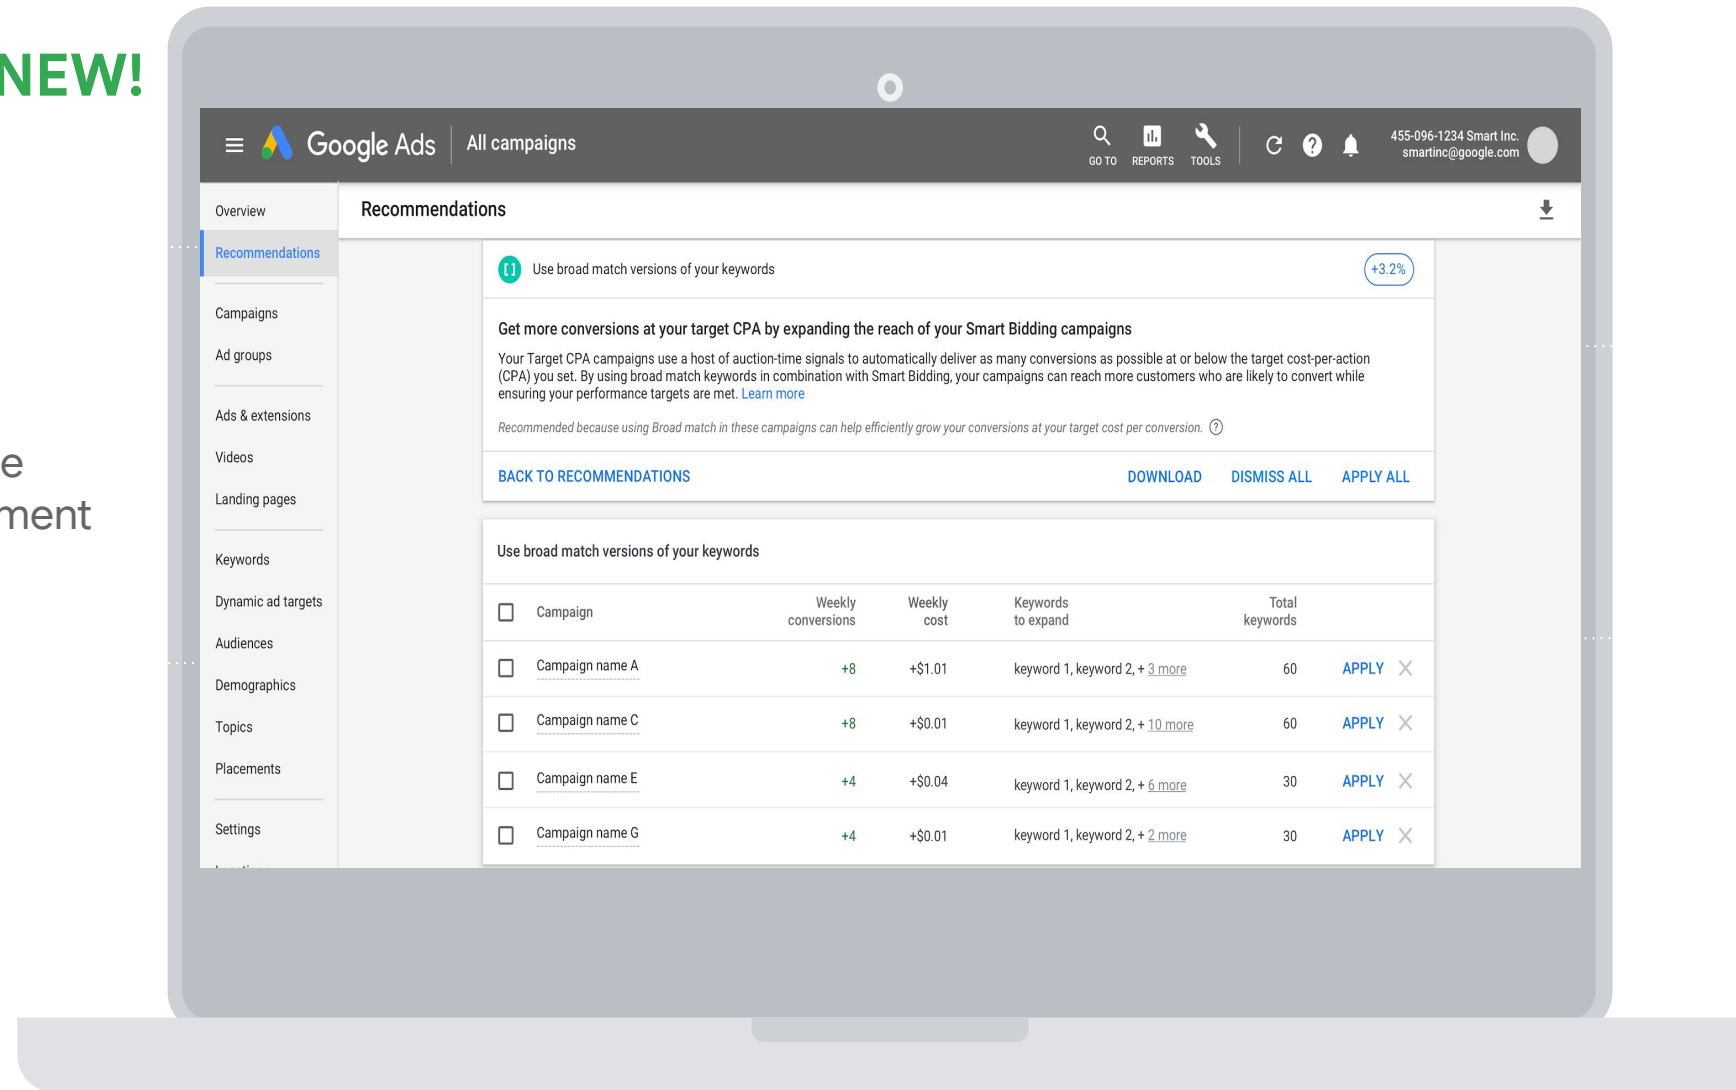 NEW!
e
ment
Google Ads
All campaigns
GO TO
REPORTS
TOOLS
455-096-1234 Smart Inc.
smartinc@google.com
Overview
Recommendations
Campaigns
Ad groups
Ads & extensions
Videos
Landing pages
Keywords
Dynamic ad targets
Audiences
Demographics
Topics
Placements
Settings
Recommendations
Use broad match versions of your keywords
+3.2%
Get more conversions at your target CPA by expanding the reach of your Smart Bidding campaigns
Your Target CPA campaigns use a host of auction-time signals to automatically deliver as many conversions as possible at or below the target cost-per-action
(CPA) you set. By using broad match keywords in combination with Smart Bidding, your campaigns can reach more customers who are likely to convert while
ensuring your performance targets are met. Learn more
Recommended because using Broad match in these campaigns can help efficiently grow your conversions at your target cost per conversion. ?
BACK TO RECOMMENDATIONS DOWNLOAD DISMISS ALL APPLY ALL
Use broad match versions of your keywords
Campaign
Weekly
conversions
Weekly
cost
Keywords
to expand
Total
keywords
Campaign name A +8 +$1.01 keyword 1, keyword 2, + 3 more 60 APPLY
Campaign name C +8 +$0.01 keyword 1, keyword 2, + 10 more 60 APPLY
Campaign name E +4 +$0.04 keyword 1, keyword 2, + 6 more 30 APPLY
Campaign name G +4 +$0.01 keyword 1, keyword 2, + 2 more 30 APPLY